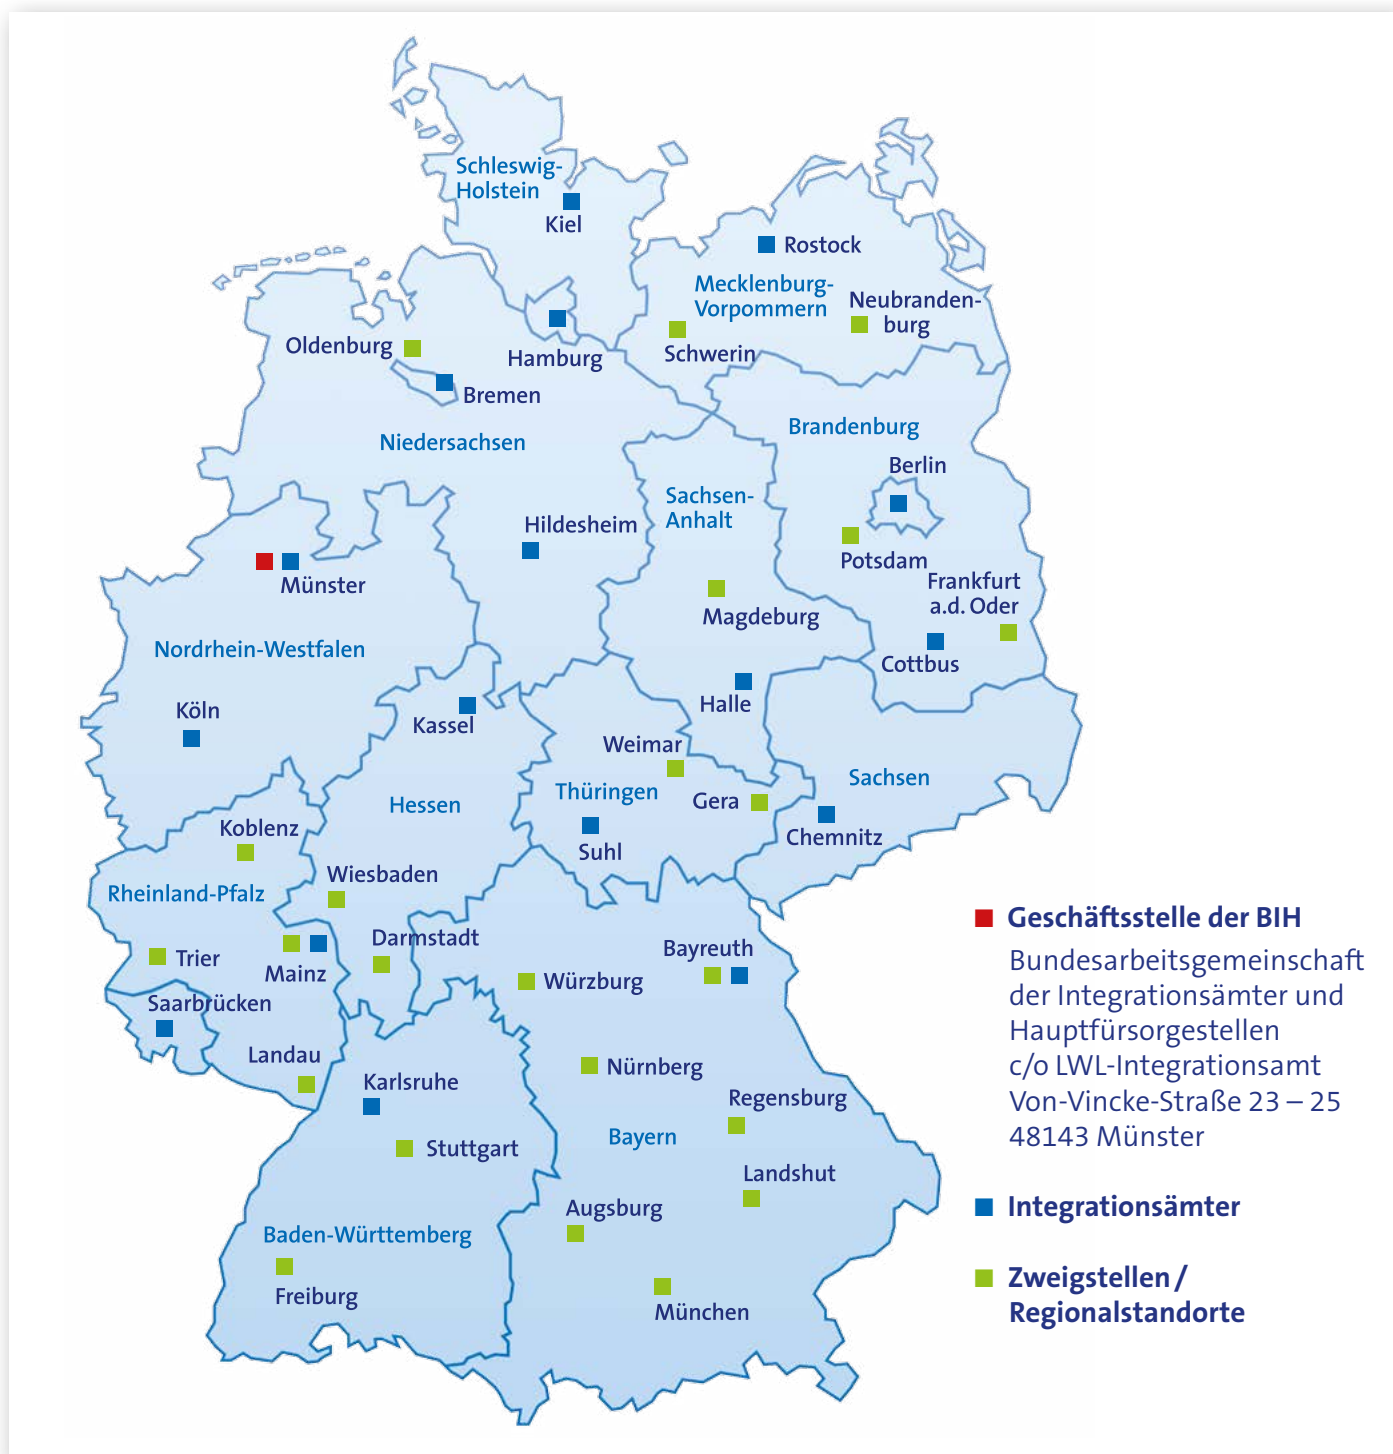 Schleswig-
Holstein
Kiel
Rostock
Mecklenburg-
Vorpommern
Neubranden-
burg
Schwerin
Oldenburg
Hamburg
Bremen
Niedersachsen
Brandenburg
Berlin
Sachsen-
Anhalt
Hildesheim
Potsdam
Frankfurt
a.d. Oder
Münster
Magdeburg
Nordrhein-Westfalen
Cottbus
Köln
Kassel
Halle
Weimar
Sachsen
Thüringen
Gera
Hessen
Koblenz
Chemnitz
Suhl
Wiesbaden
Rheinland-Pfalz
Darmstadt
Trier
Mainz
Bayreuth
Würzburg
Saarbrücken
Landau
Nürnberg
Karlsruhe
Regensburg
Bayern
Stuttgart
Landshut
Augsburg
Baden-Württemberg
Freiburg
München
Geschäftsstelle der BIH
Bundesarbeitsgemeinschaft
der Integrationsämter und
Hauptfürsorgestellen
c/o LWL-Integrationsamt
Von-Vincke-Straße 23 – 25
48143 Münster
Integrationsämter
Zweigstellen /
Regionalstandorte